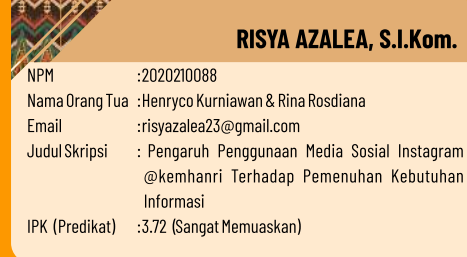 RISYA AZALEA, S.I.Kom.
NPM :2020210088
Nama Orang Tua :Henryco Kurniawan & Rina Rosdiana
Email :risyazalea23@gmail.com
Judul Skripsi : Pengaruh Penggunaan Media Sosial Instagram
@kemhanri Terhadap Pemenuhan Kebutuhan
Informasi
IPK (Predikat) :3.72 (Sangat Memuaskan)